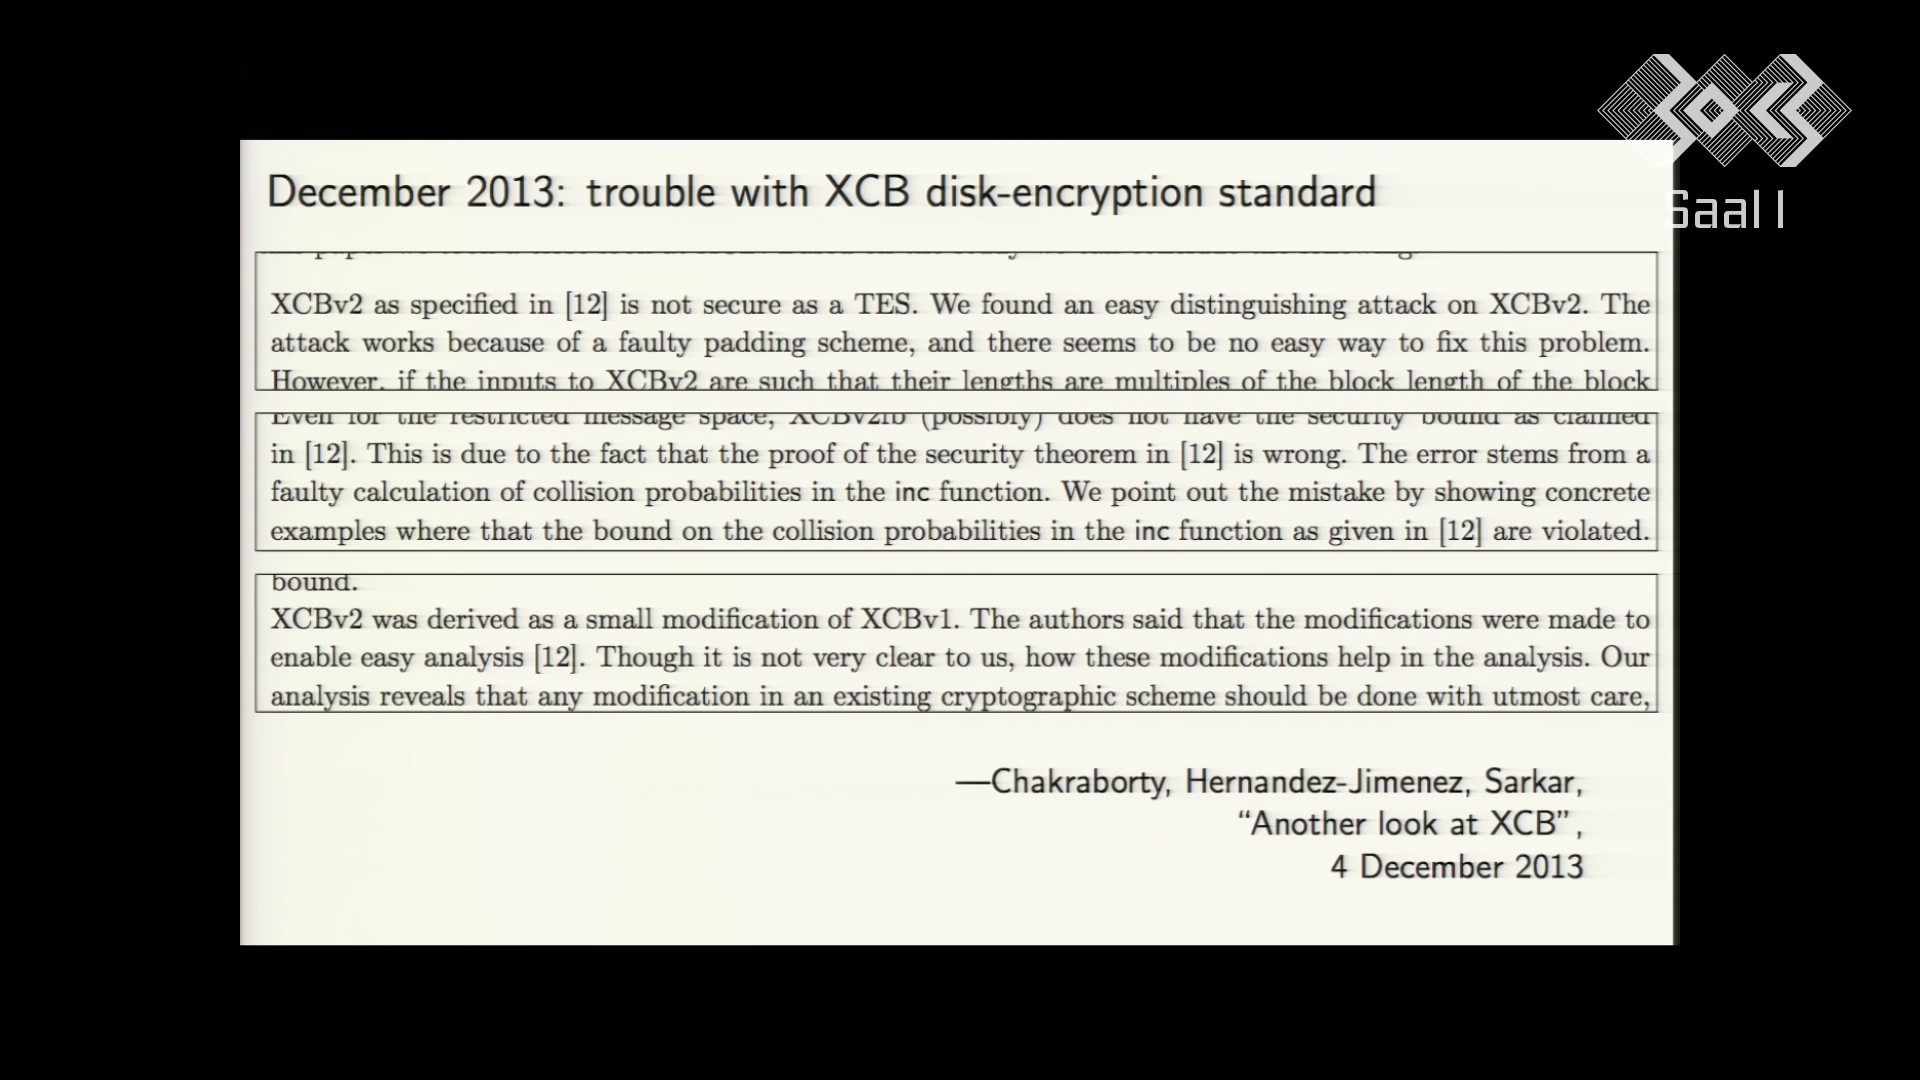 December 2013: trouble with XCB disk-encryption standard
XCBv2 as specified in [12] is not secure as a TES. We found an easy distinguishing attack on XCBv2. The
attack works because of a faulty padding scheme, and there seems to be no easy way to fix this problem.
However, if the inputs to XCBv2 are such that their lengths are multiples of the block length of the block
Even for the restricted message space, XCBv2fb (possibly) does not have the security bound as claimed
in [12]. This is due to the fact that the proof of the security theorem in [12] is wrong. The error stems from a
faulty calculation of collision probabilities in the inc function. We point out the mistake by showing concrete
examples where that the bound on the collision probabilities in the inc function as given in [12] are violated.
bound.
XCBv2 was derived as a small modification of XCBv1. The authors said that the modifications were made to
enable easy analysis [12]. Though it is not very clear to us, how these modifications help in the analysis. Our
analysis reveals that any modification in an existing cryptographic scheme should be done with utmost care,
—Chakraborty, Hernandez-Jimenez, Sarkar,
“Another look at XCB”,
4 December 2013
Saal 1